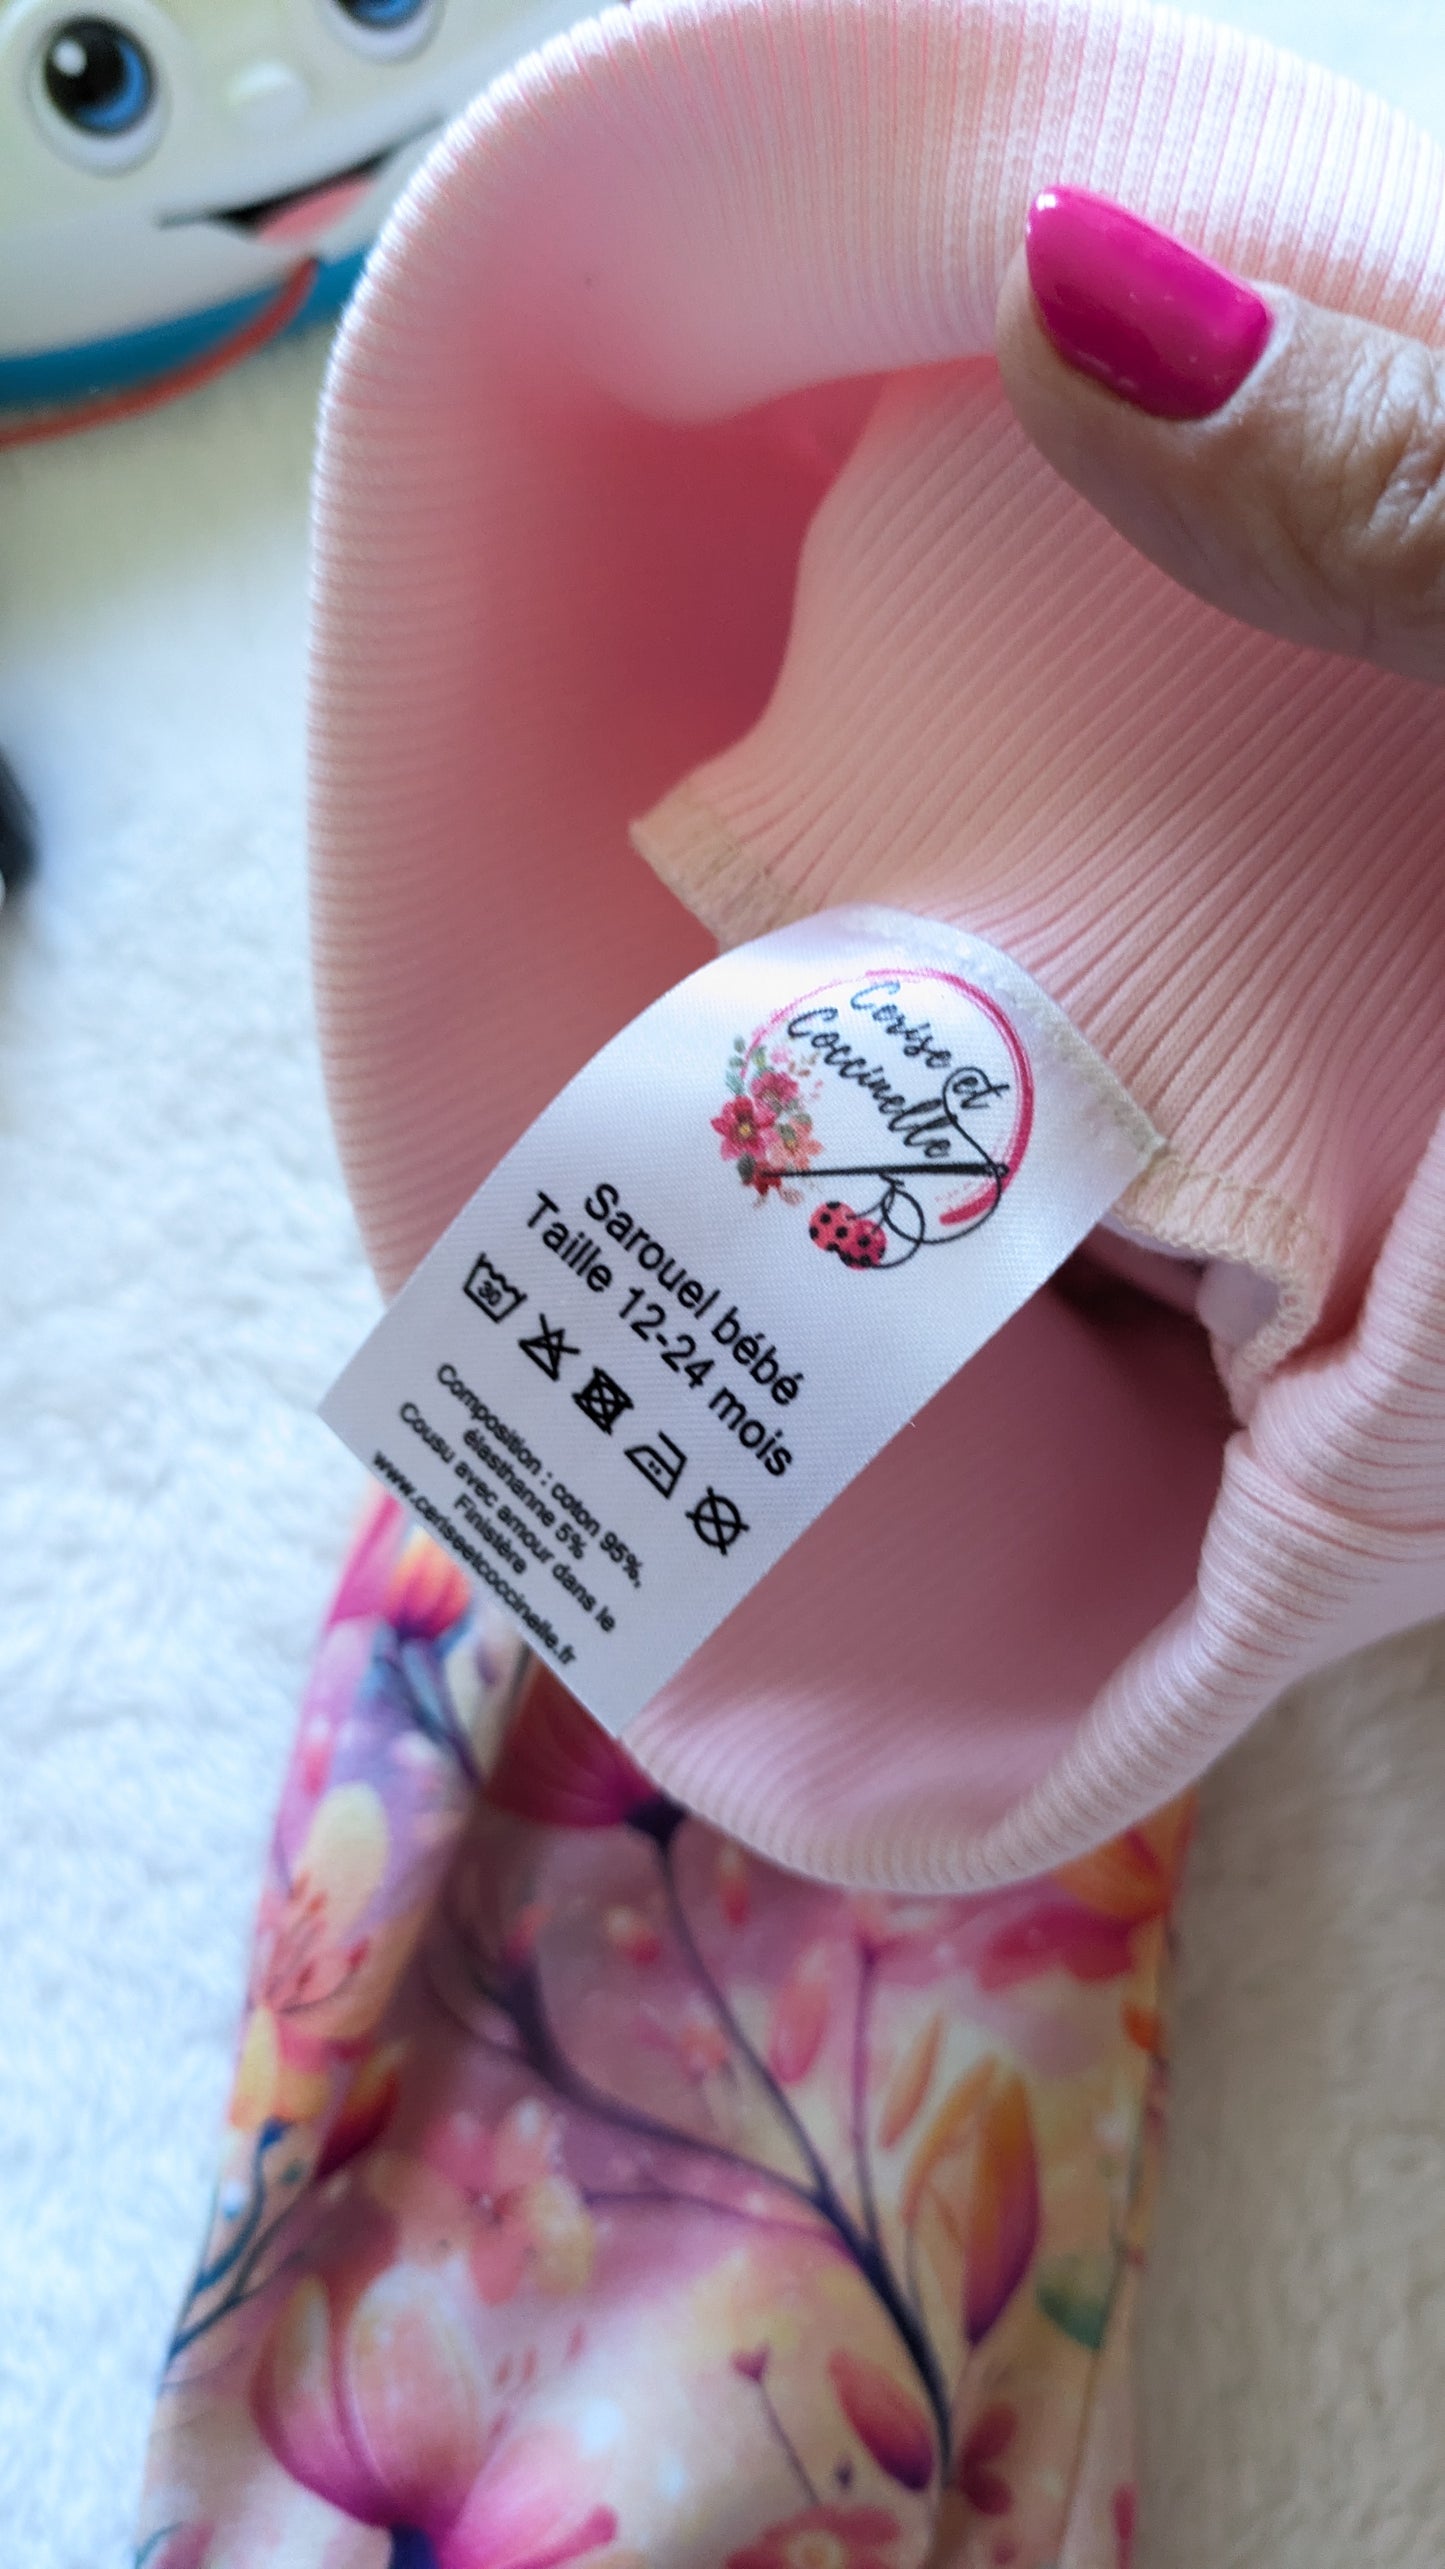 Cerise et
Coccinelle
Sarouel bébé
Taille 12-24 mois
30
Composition : coton 95%,
élasthanne 5%
Cousu avec amour dans le
Finistère
www.ceriseetcoccinelle.fr